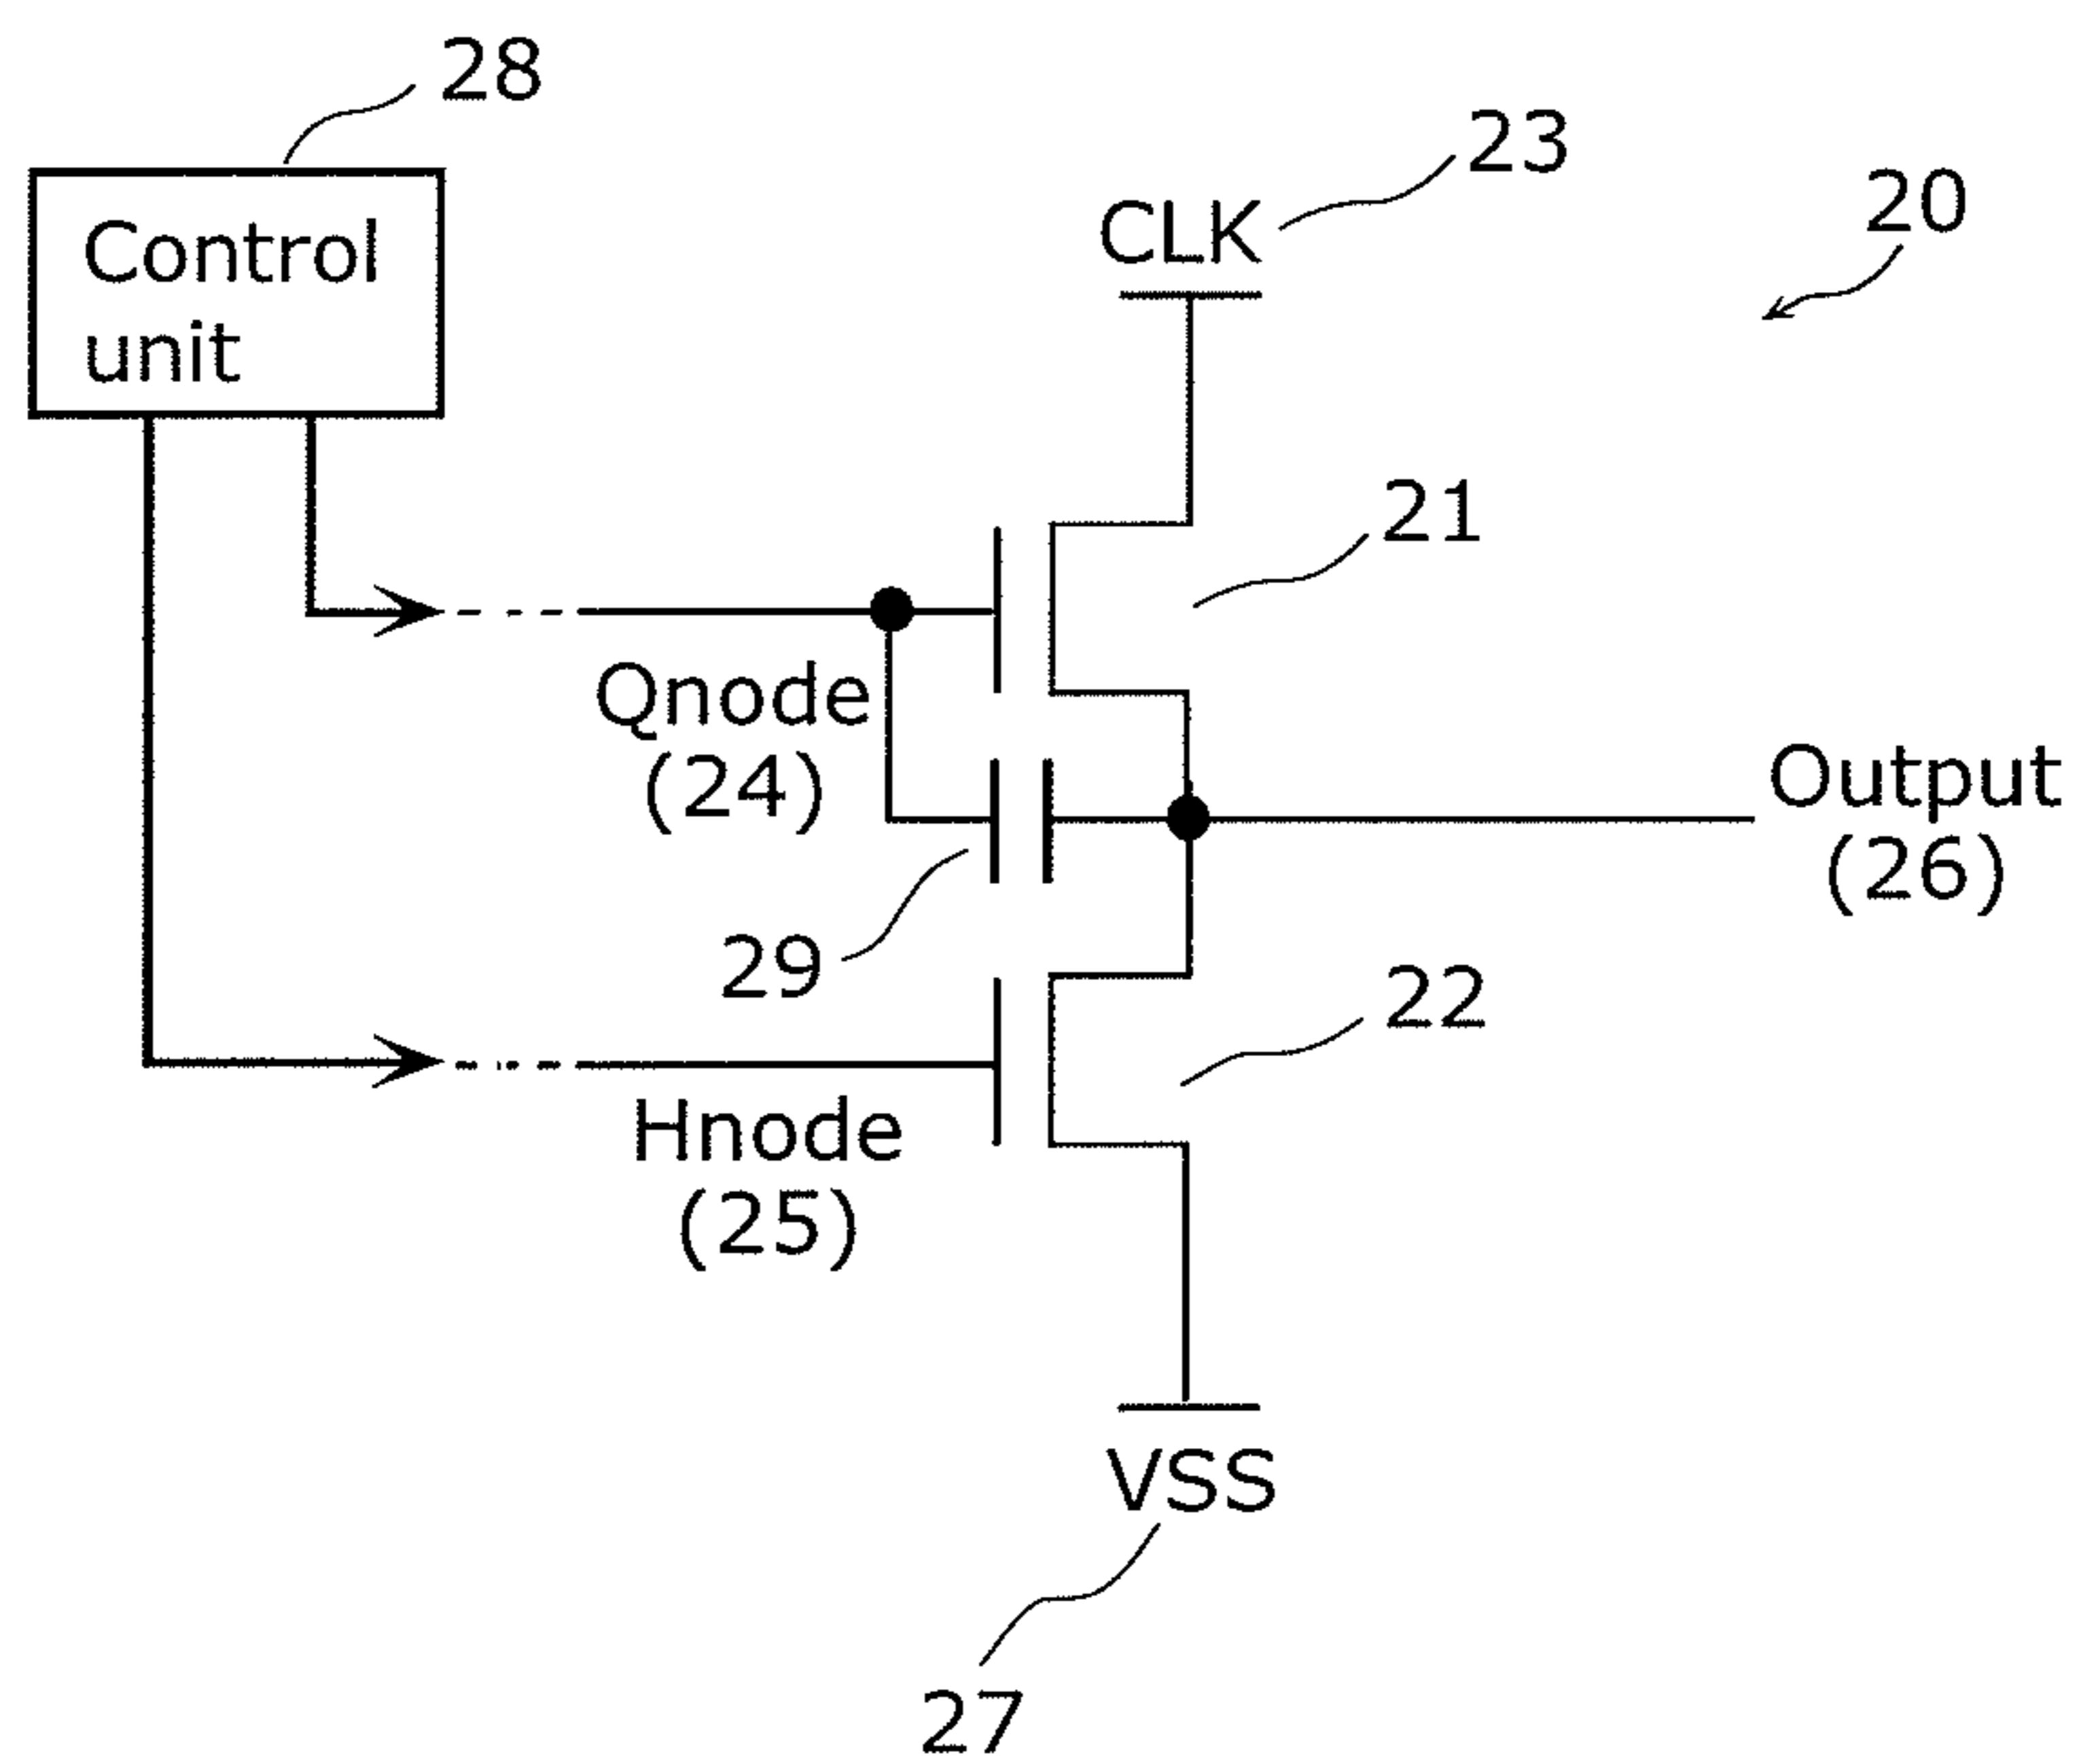 28
23
20
CLK
Control
unit
21
Qnode
(24)
Output
(26)
29
22
Hnode
(25)
VSS
27